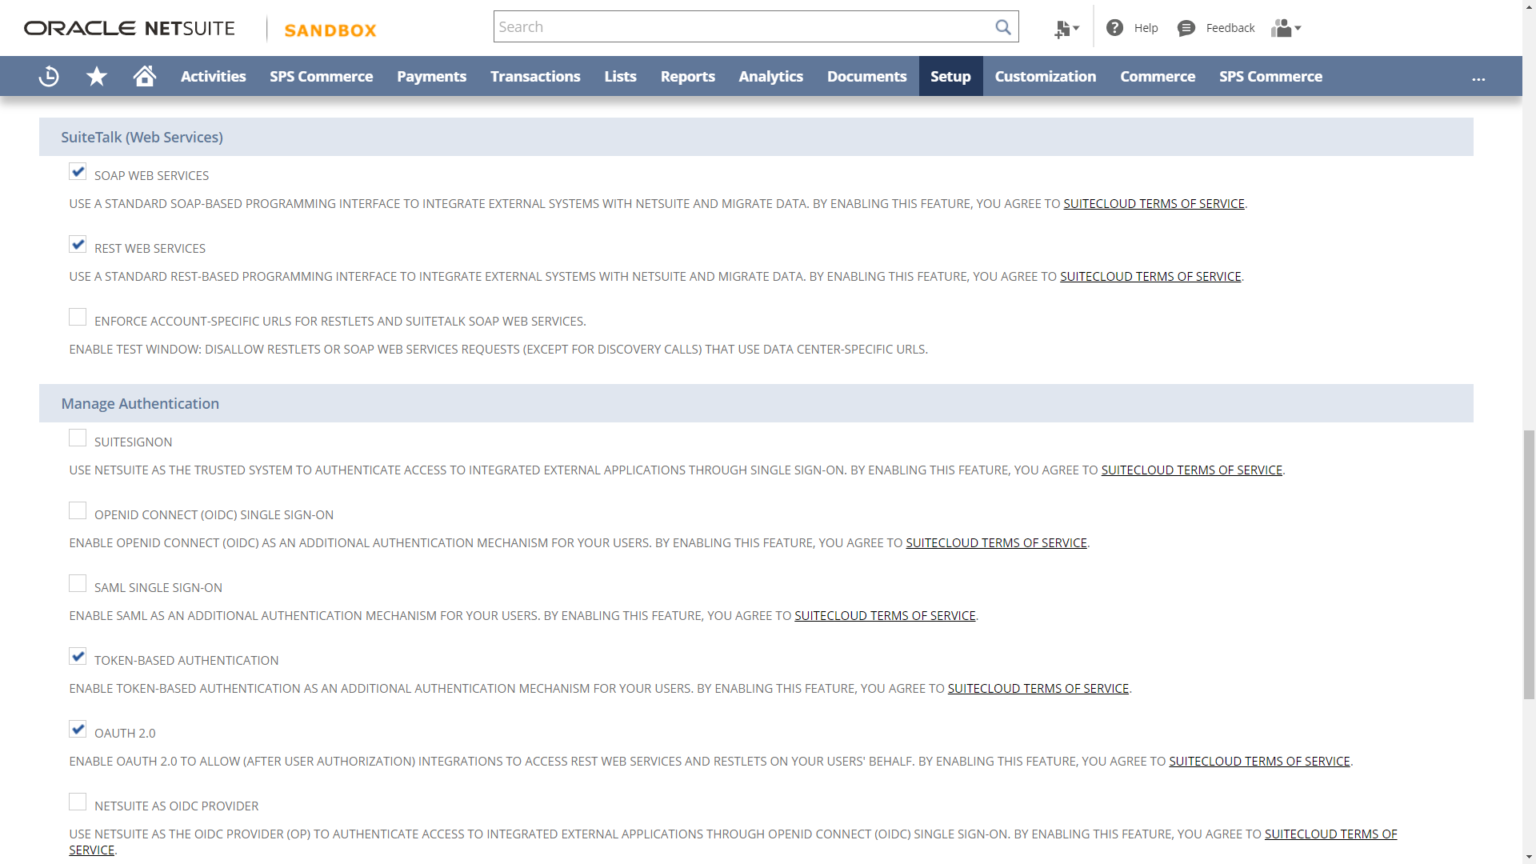 ORACLE NETSUITE
SANDBOX
Search
Help
Feedback
Activities SPS Commerce Payments Transactions Lists Reports Analytics Documents Setup Customization Commerce SPS Commerce ...
SuiteTalk (Web Services)
SOAP WEB SERVICES
USE A STANDARD SOAP-BASED PROGRAMMING INTERFACE TO INTEGRATE EXTERNAL SYSTEMS WITH NETSUITE AND MIGRATE DATA. BY ENABLING THIS FEATURE, YOU AGREE TO SUITECLOUD TERMS OF SERVICE.
REST WEB SERVICES
USE A STANDARD REST-BASED PROGRAMMING INTERFACE TO INTEGRATE EXTERNAL SYSTEMS WITH NETSUITE AND MIGRATE DATA. BY ENABLING THIS FEATURE, YOU AGREE TO SUITECLOUD TERMS OF SERVICE.
ENFORCE ACCOUNT-SPECIFIC URLS FOR RESTLETS AND SUITETALK SOAP WEB SERVICES.
ENABLE TEST WINDOW: DISALLOW RESTLETS OR SOAP WEB SERVICES REQUESTS (EXCEPT FOR DISCOVERY CALLS) THAT USE DATA CENTER-SPECIFIC URLS.
Manage Authentication
SUITESIGNON
USE NETSUITE AS THE TRUSTED SYSTEM TO AUTHENTICATE ACCESS TO INTEGRATED EXTERNAL APPLICATIONS THROUGH SINGLE SIGN-ON. BY ENABLING THIS FEATURE, YOU AGREE TO SUITECLOUD TERMS OF SERVICE.
OPENID CONNECT (OIDC) SINGLE SIGN-ON
ENABLE OPENID CONNECT (OIDC) AS AN ADDITIONAL AUTHENTICATION MECHANISM FOR YOUR USERS. BY ENABLING THIS FEATURE, YOU AGREE TO SUITECLOUD TERMS OF SERVICE.
SAML SINGLE SIGN-ON
ENABLE SAML AS AN ADDITIONAL AUTHENTICATION MECHANISM FOR YOUR USERS. BY ENABLING THIS FEATURE, YOU AGREE TO SUITECLOUD TERMS OF SERVICE.
TOKEN-BASED AUTHENTICATION
ENABLE TOKEN-BASED AUTHENTICATION AS AN ADDITIONAL AUTHENTICATION MECHANISM FOR YOUR USERS. BY ENABLING THIS FEATURE, YOU AGREE TO SUITECLOUD TERMS OF SERVICE.
OAUTH 2.0
ENABLE OAUTH 2.0 TO ALLOW (AFTER USER AUTHORIZATION) INTEGRATIONS TO ACCESS REST WEB SERVICES AND RESTLETS ON YOUR USERS' BEHALF. BY ENABLING THIS FEATURE, YOU AGREE TO SUITECLOUD TERMS OF SERVICE.
NETSUITE AS OIDC PROVIDER
USE NETSUITE AS THE OIDC PROVIDER (OP) TO AUTHENTICATE ACCESS TO INTEGRATED EXTERNAL APPLICATIONS THROUGH OPENID CONNECT (OIDC) SINGLE SIGN-ON. BY ENABLING THIS FEATURE, YOU AGREE TO SUITECLOUD TERMS OF
SERVICE.